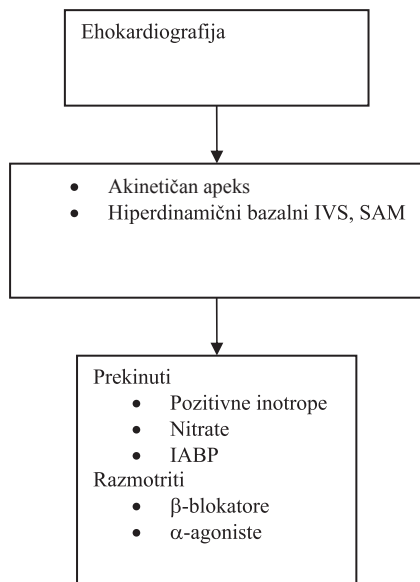 Ehokardiografija
• Akinetičan apeks
• Hiperdinamični bazalni IVS, SAM
Prekinuti
• Pozitivne inotrope
• Nitrate
• IABP
Razmotriti
• β-blokatore
• α-agoniste